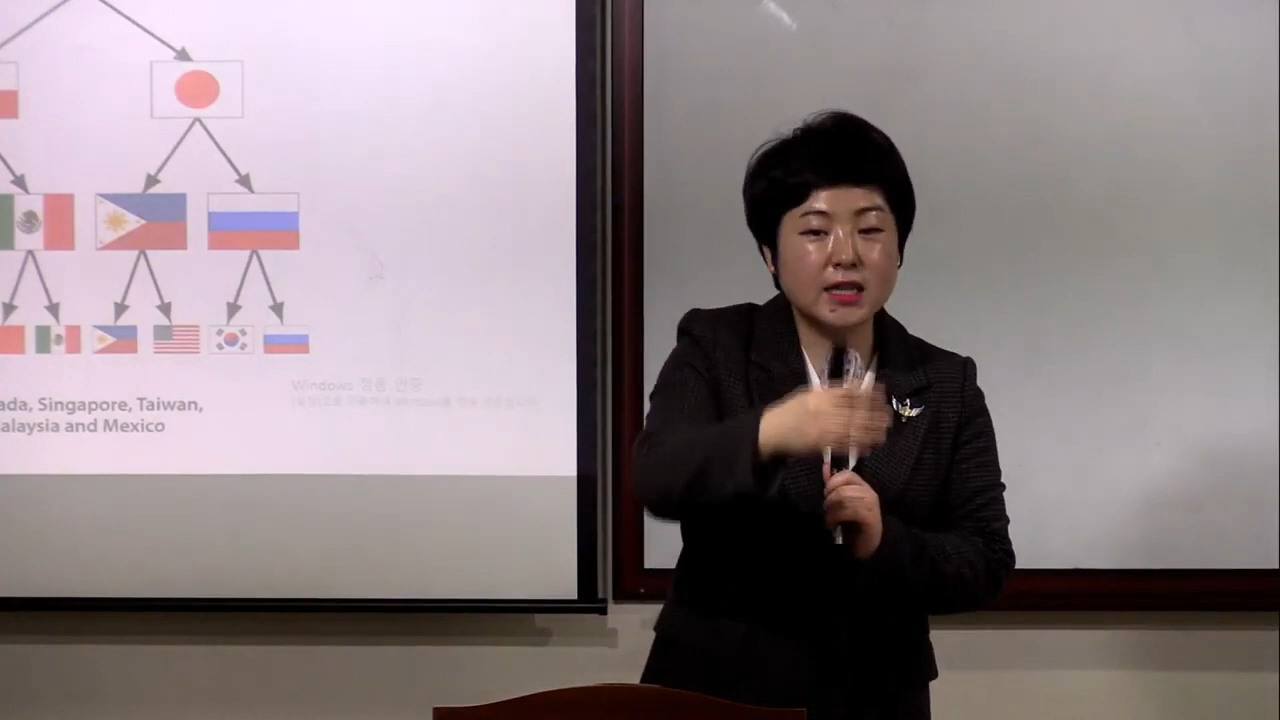 ada, Singapore, Taiwan,
alaysia and Mexico
Windows 정품 인증